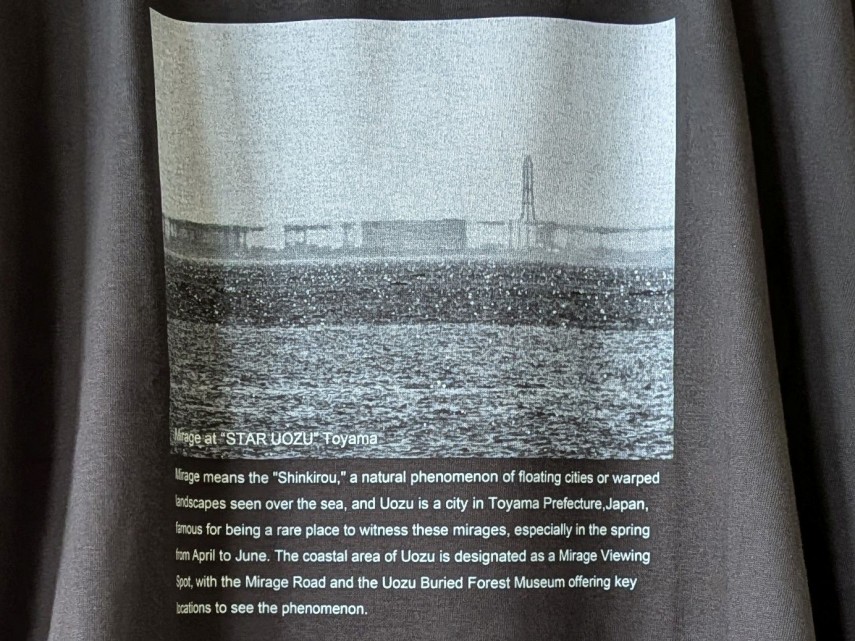 Mirage at "STAR UOZU" Toyama
Mirage means the "Shinkirou," a natural phenomenon of floating cities or warped
landscapes seen over the sea, and Uozu is a city in Toyama Prefecture,Japan,
famous for being a rare place to witness these mirages, especially in the spring
from April to June. The coastal area of Uozu is designated as a Mirage Viewing
Spot, with the Mirage Road and the Uozu Buried Forest Museum offering key
locations to see the phenomenon.